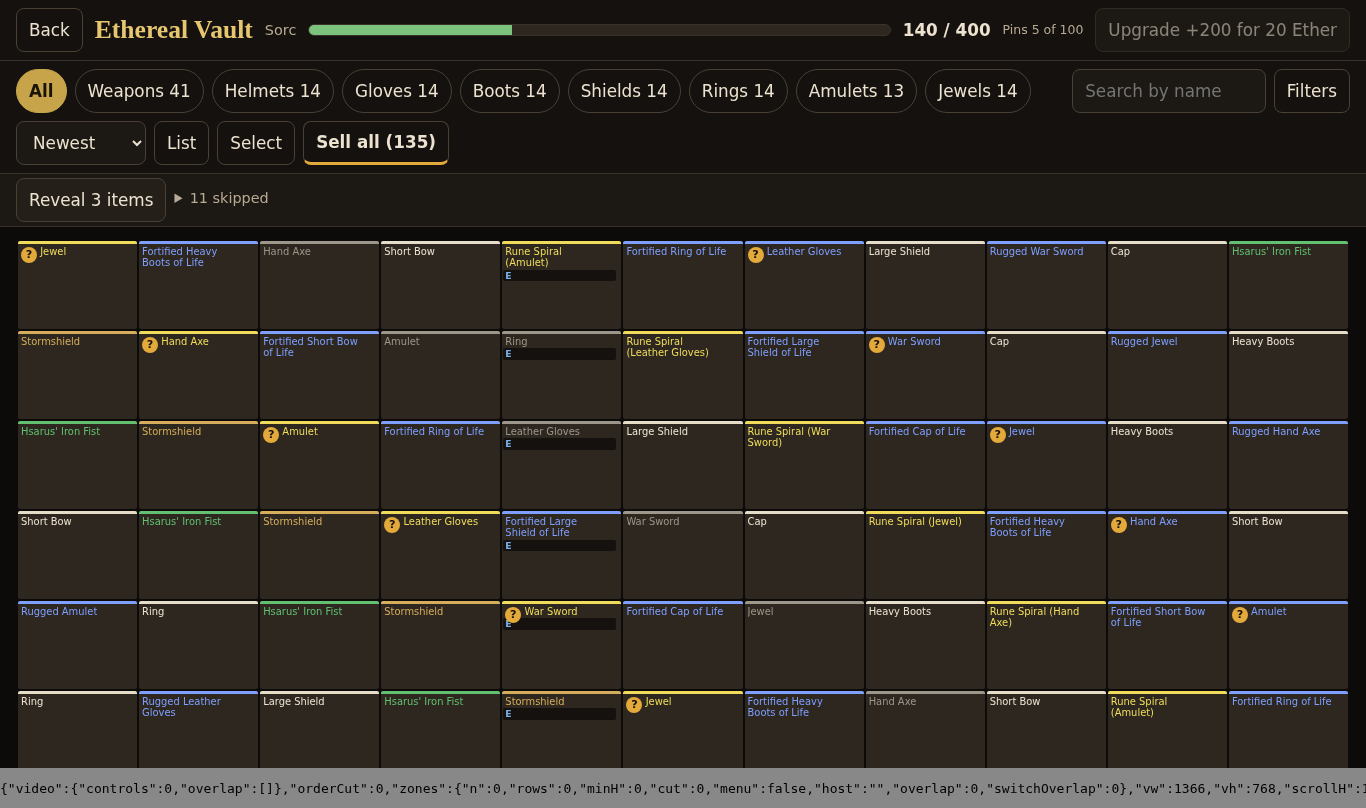 Back Ethereal Vault Sorc 140 / 400 Pins 5 of 100 Upgrade +200 for 20 Ether
All Weapons 41 Helmets 14 Gloves 14 Boots 14 Shields 14 Rings 14 Amulets 13 Jewels 14 Search by name Filters
Newest List Select Sell all (135)
Reveal 3 items ▶ 11 skipped
? Jewel
Fortified Heavy
Boots of Life
Hand Axe
Short Bow
Rune Spiral
(Amulet)
E
Fortified Ring of Life
? Leather Gloves
Large Shield
Rugged War Sword
Cap
Hsarus' Iron Fist
Stormshield
? Hand Axe
Fortified Short Bow
of Life
Amulet
Ring
E
Rune Spiral
(Leather Gloves)
Fortified Large
Shield of Life
? War Sword
Cap
Rugged Jewel
Heavy Boots
Hsarus' Iron Fist
Stormshield
? Amulet
Fortified Ring of Life
Leather Gloves
E
Large Shield
Rune Spiral (War
Sword)
Fortified Cap of Life
? Jewel
Heavy Boots
Rugged Hand Axe
Short Bow
Hsarus' Iron Fist
Stormshield
? Leather Gloves
Fortified Large
Shield of Life
E
War Sword
Cap
Rune Spiral (Jewel)
Fortified Heavy
Boots of Life
? Hand Axe
Short Bow
Rugged Amulet
Ring
Hsarus' Iron Fist
Stormshield
? War Sword
E
Fortified Cap of Life
Jewel
Heavy Boots
Rune Spiral (Hand
Axe)
Fortified Short Bow
of Life
? Amulet
Ring
Rugged Leather
Gloves
Large Shield
Hsarus' Iron Fist
Stormshield
E
? Jewel
Fortified Heavy
Boots of Life
Hand Axe
Short Bow
Rune Spiral
(Amulet)
Fortified Ring of Life
{"video":{"controls":0,"overlap":[]},"orderCut":0,"zones":{"n":0,"rows":0,"minH":0,"cut":0,"menu":false,"host":"","overlap":0,"switchOverlap":0},"vw":1366,"vh":768,"scrollH":